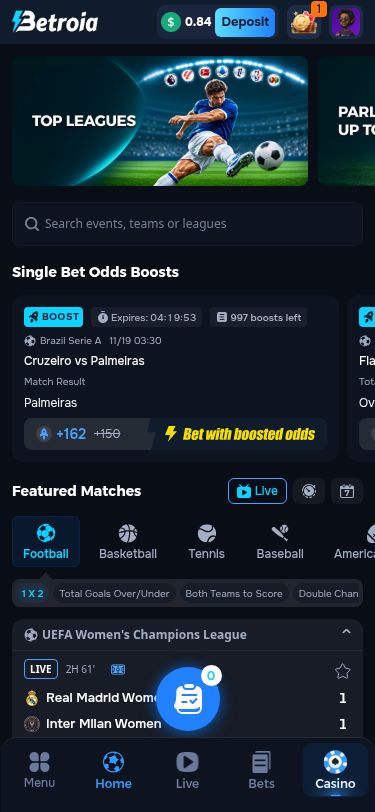 Betroia
$ 0.84 Deposit
1
TOP LEAGUES
PARL
UP TO
Search events, teams or leagues
Single Bet Odds Boosts
BOOST Expires: 04:19:53 997 boosts left
Brazil Serie A 11/19 03:30
Cruzeiro vs Palmeiras
Fla
Match Result
Tot
Palmeiras
Ov
+162 +150 Bet with boosted odds
Featured Matches Live 7
Football Basketball Tennis Baseball America
1 X 2 Total Goals Over/Under Both Teams to Score Double Chan
UEFA Women's Champions League
LIVE 2H 61'
0
Real Madrid Wome 1
Inter Milan Women 1
Menu Home Live Bets Casino